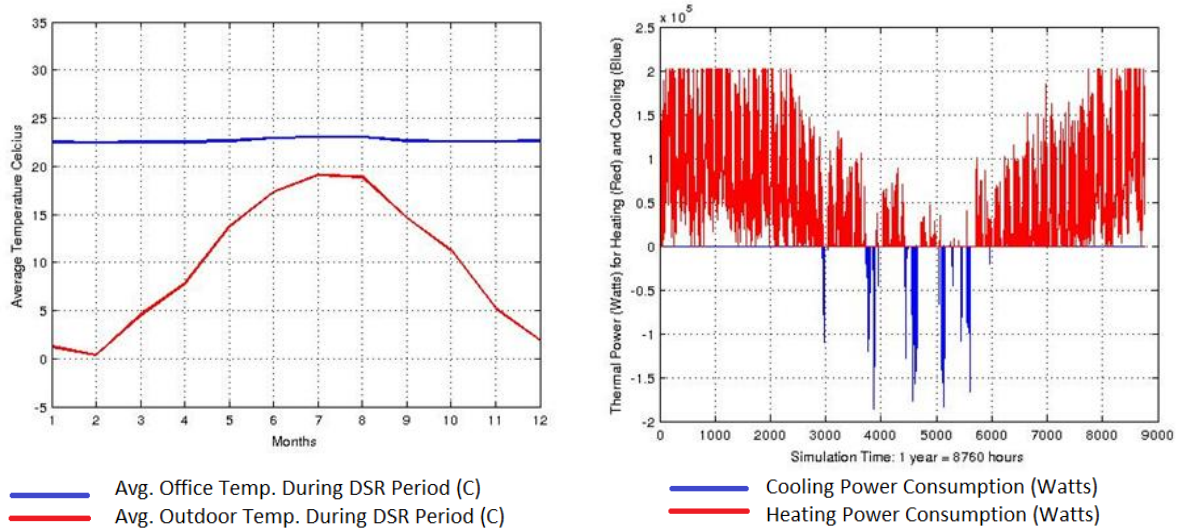 35
30
25
20
15
10
5
0
-5
1 2 3 4 5 6 7 8 9 10 11 12
Average Temperature Celcius
Months
Avg. Office Temp. During DSR Period (C)
Avg. Outdoor Temp. During DSR Period (C)
x 10^5
2.5
2
1.5
1
0.5
0
-0.5
-1
-1.5
-2
0 1000 2000 3000 4000 5000 6000 7000 8000 9000
Thermal Power (Watts) for Heating (Red) and Cooling (Blue)
Simulation Time: 1 year = 8760 hours
Cooling Power Consumption (Watts)
Heating Power Consumption (Watts)